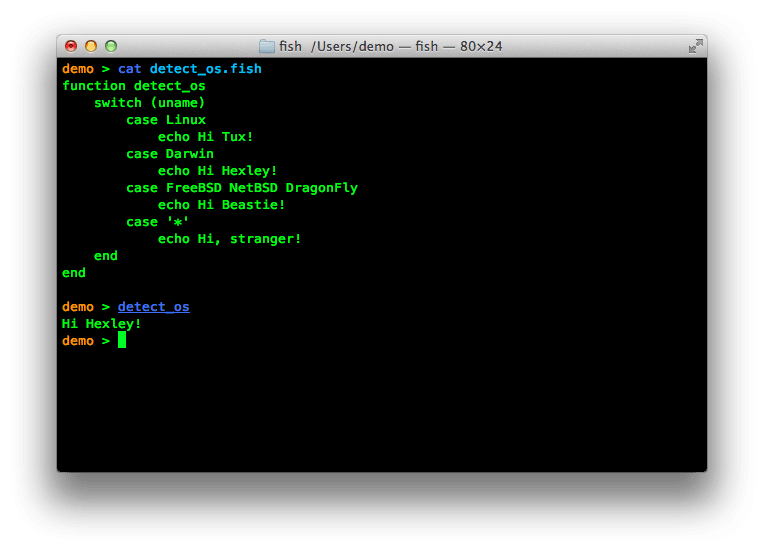 fish  /Users/demo — fish — 80×24
demo > cat detect_os.fish
function detect_os
    switch (uname)
        case Linux
            echo Hi Tux!
        case Darwin
            echo Hi Hexley!
        case FreeBSD NetBSD DragonFly
            echo Hi Beastie!
        case '*'
            echo Hi, stranger!
    end
end
demo > detect_os
Hi Hexley!
demo >